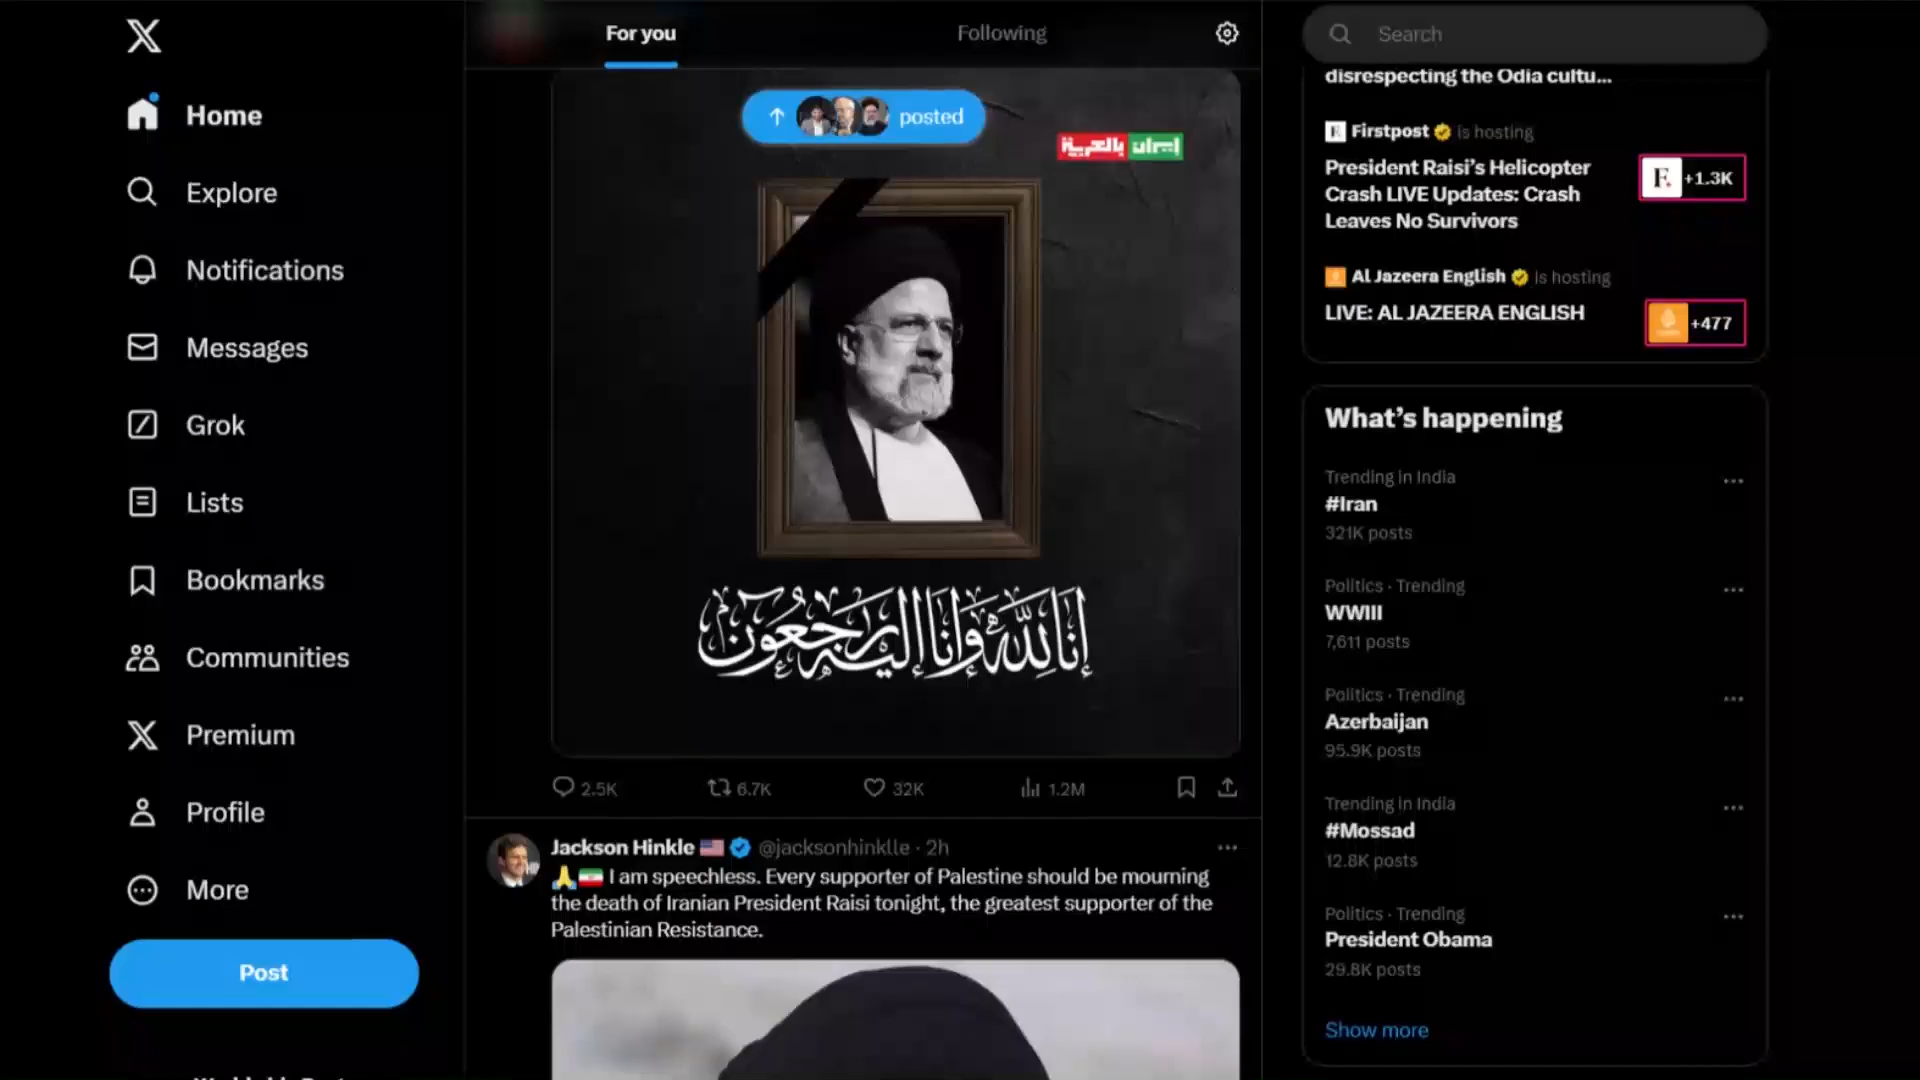 Home
Explore
Notifications
Messages
Grok
Lists
Bookmarks
Communities
Premium
Profile
More
Post
For you
Following
posted
إيران بالعربية
إنا لله وإنا إليه راجعون
2.5K
6.7K
32K
1.2M
Jackson Hinkle 🇺🇸 @jacksonhinklle · 2h
🙏🇮🇷 I am speechless. Every supporter of Palestine should be mourning
the death of Iranian President Raisi tonight, the greatest supporter of the
Palestinian Resistance.
Search
disrespecting the Odia cultu...
Firstpost is hosting
President Raisi's Helicopter
Crash LIVE Updates: Crash
Leaves No Survivors
F. +1.3K
Al Jazeera English is hosting
LIVE: AL JAZEERA ENGLISH
+477
What's happening
Trending in India
#Iran
321K posts
Politics · Trending
WWIII
7,611 posts
Politics · Trending
Azerbaijan
95.9K posts
Trending in India
#Mossad
12.8K posts
Politics · Trending
President Obama
29.8K posts
Show more